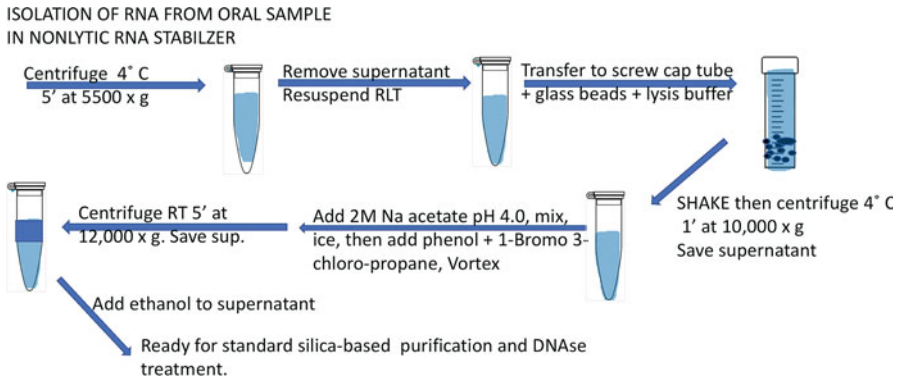 ISOLATION OF RNA FROM ORAL SAMPLE
IN NONLYTIC RNA STABILZER
Centrifuge 4˚ C
5’ at 5500 x g
Remove supernatant
Resuspend RLT
Transfer to screw cap tube
+ glass beads + lysis buffer
SHAKE then centrifuge 4˚ C
1’ at 10,000 x g
Save supernatant
Add 2M Na acetate pH 4.0, mix,
ice, then add phenol + 1-Bromo 3-
chloro-propane, Vortex
Centrifuge RT 5’ at
12,000 x g. Save sup.
Add ethanol to supernatant
Ready for standard silica-based purification and DNAse
treatment.